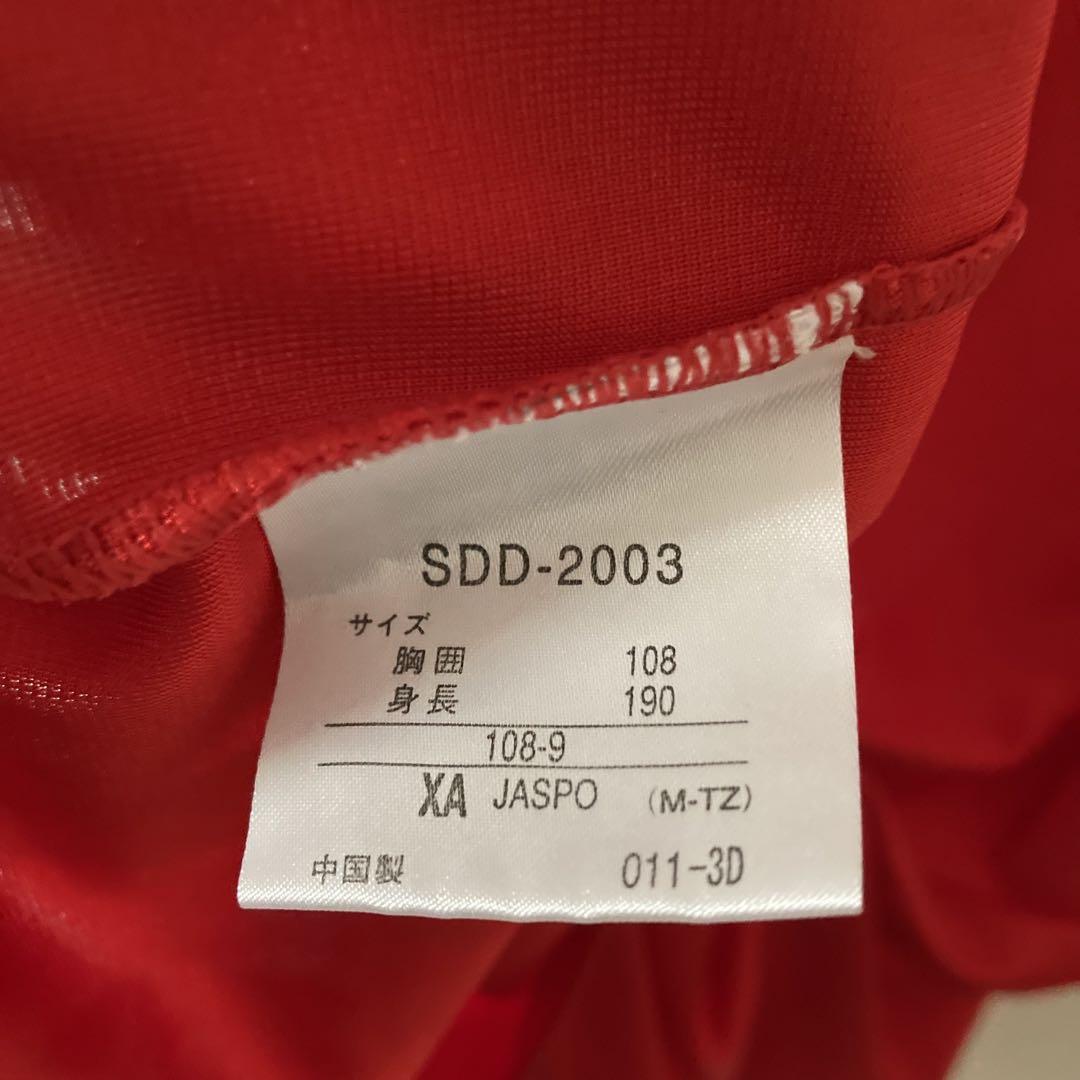 SDD-2003
サイズ
胸囲 108
身長 190
108-9
XA JASPO (M-TZ)
中国製 011-3D